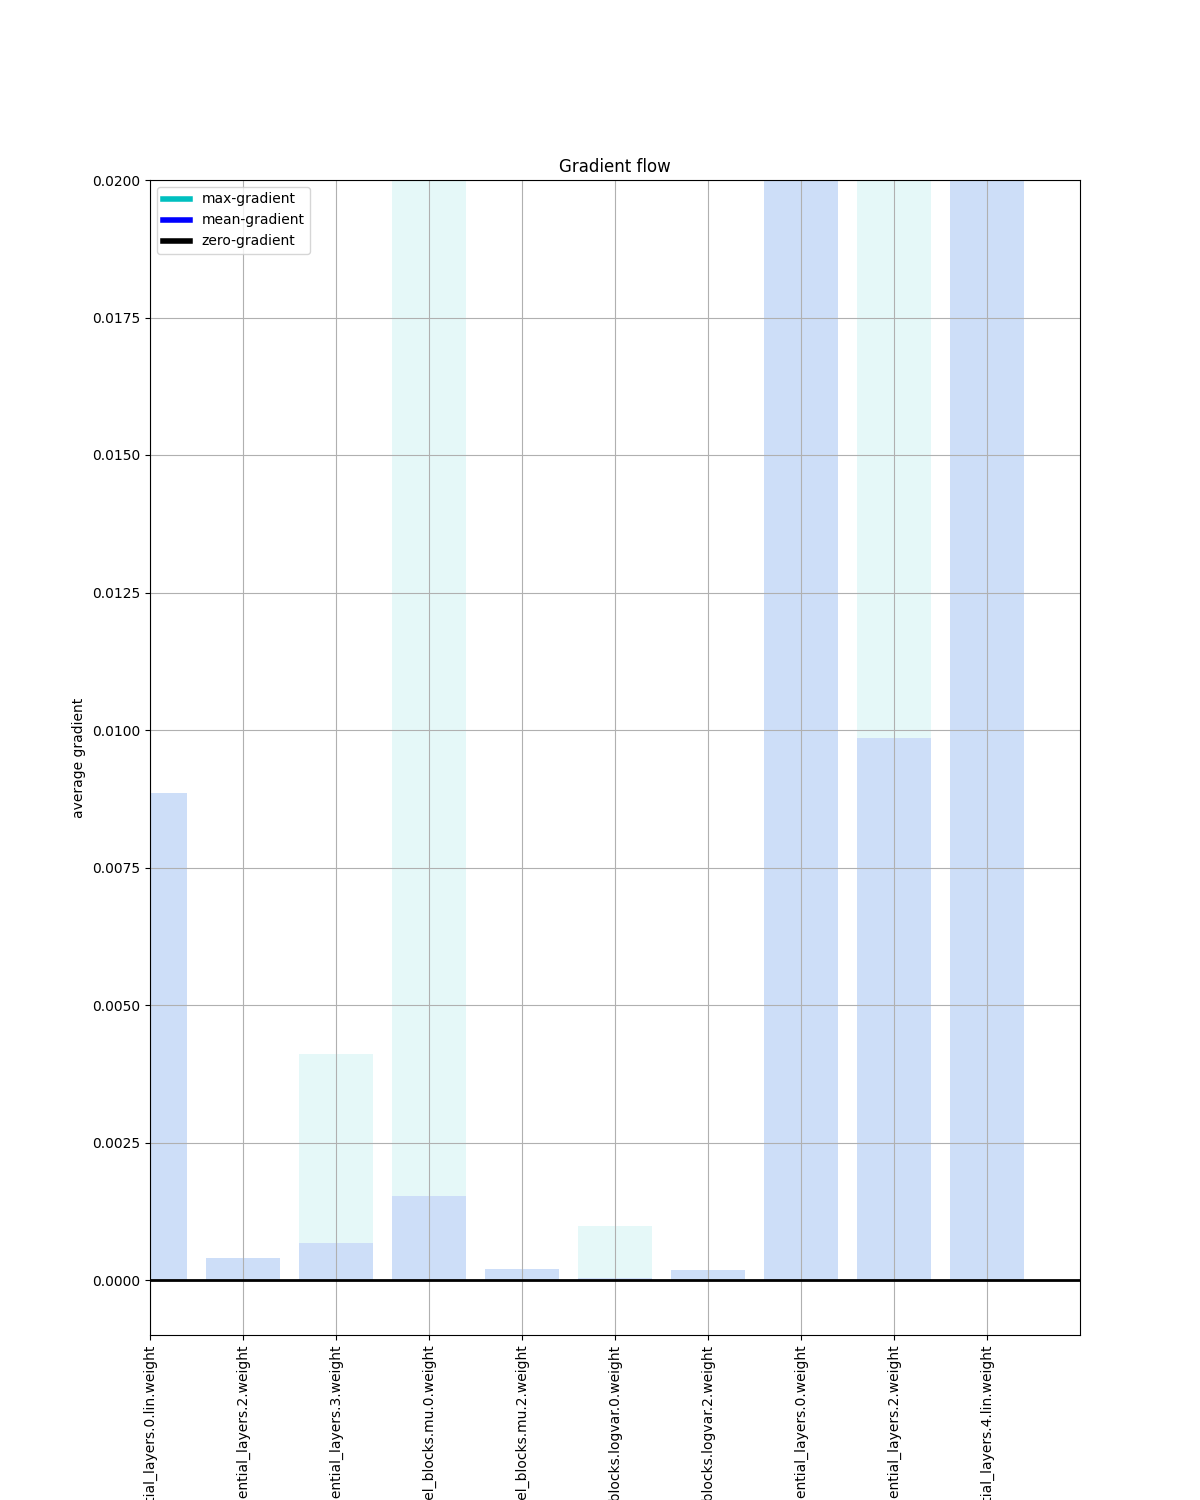 Gradient flow
max-gradient
mean-gradient
zero-gradient
0.0200
0.0175
0.0150
0.0125
0.0100
0.0075
0.0050
0.0025
0.0000
average gradient
tial_layers.0.lin.weight
ential_layers.2.weight
ential_layers.3.weight
el_blocks.mu.0.weight
el_blocks.mu.2.weight
blocks.logvar.0.weight
blocks.logvar.2.weight
ential_layers.0.weight
ential_layers.2.weight
tial_layers.4.lin.weight